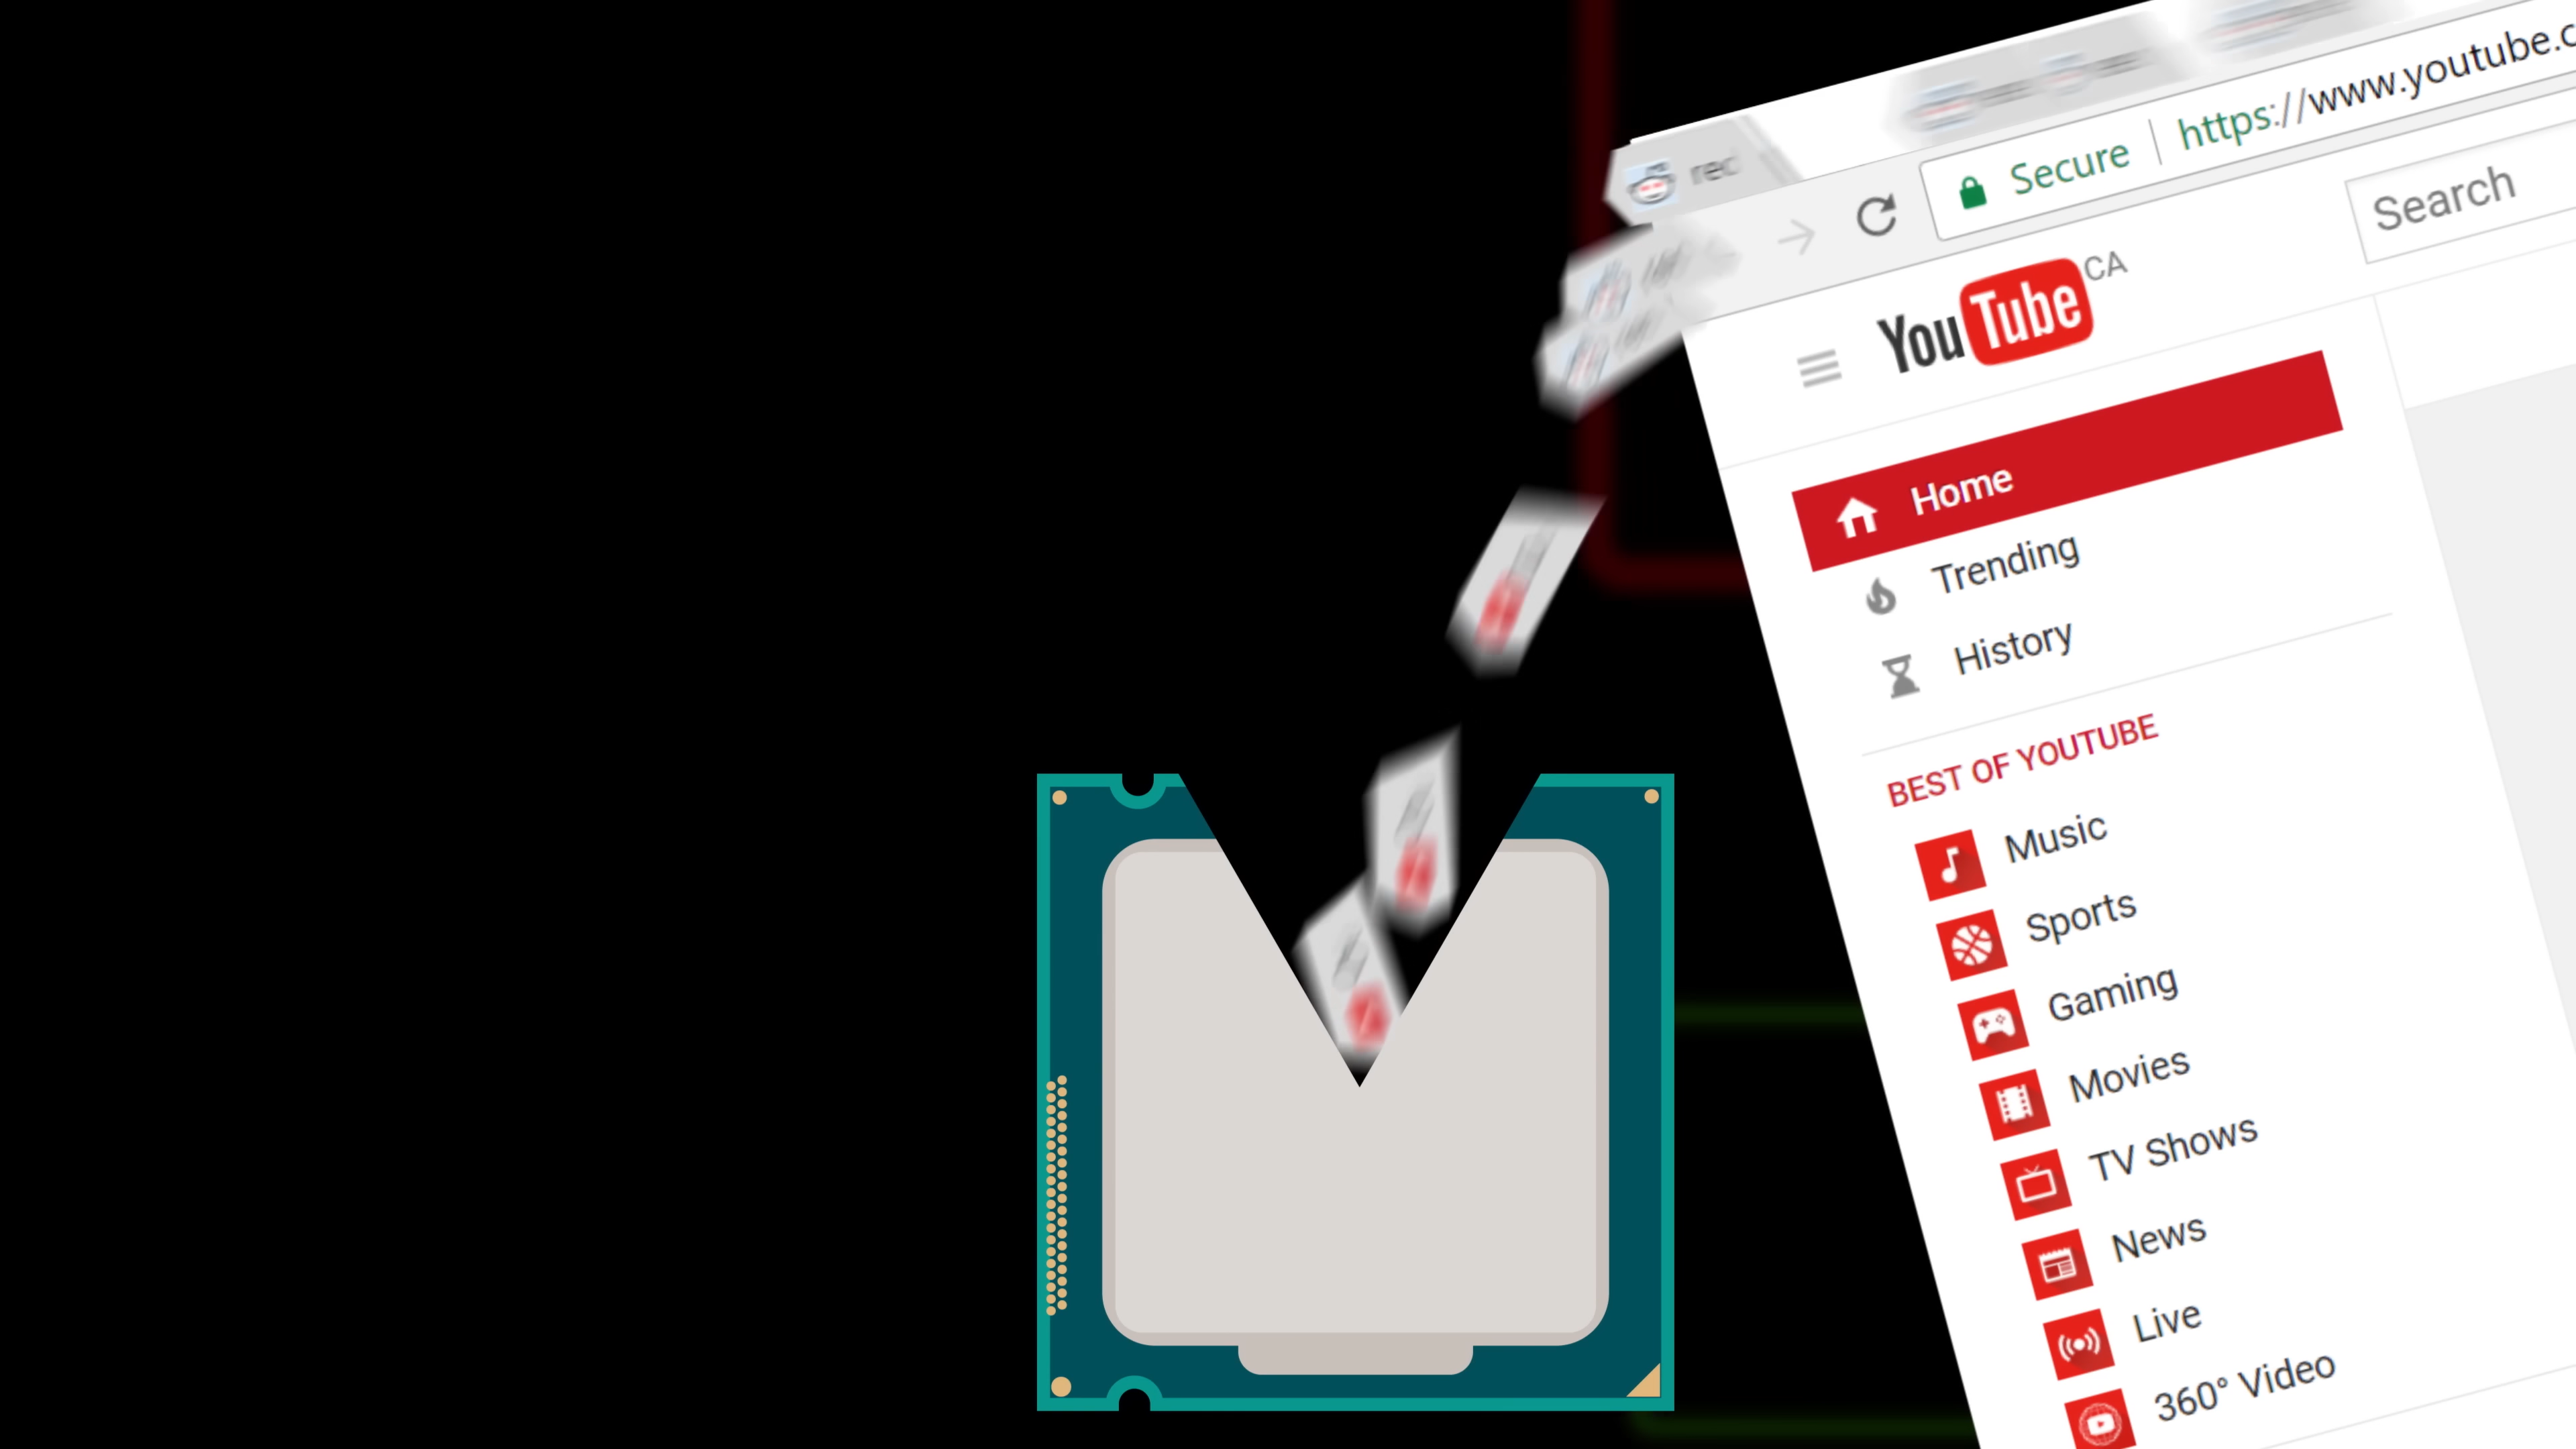 rec
Secure
https://www.youtube.c
Search
YouTube CA
Home
Trending
History
BEST OF YOUTUBE
Music
Sports
Gaming
Movies
TV Shows
News
Live
360° Video